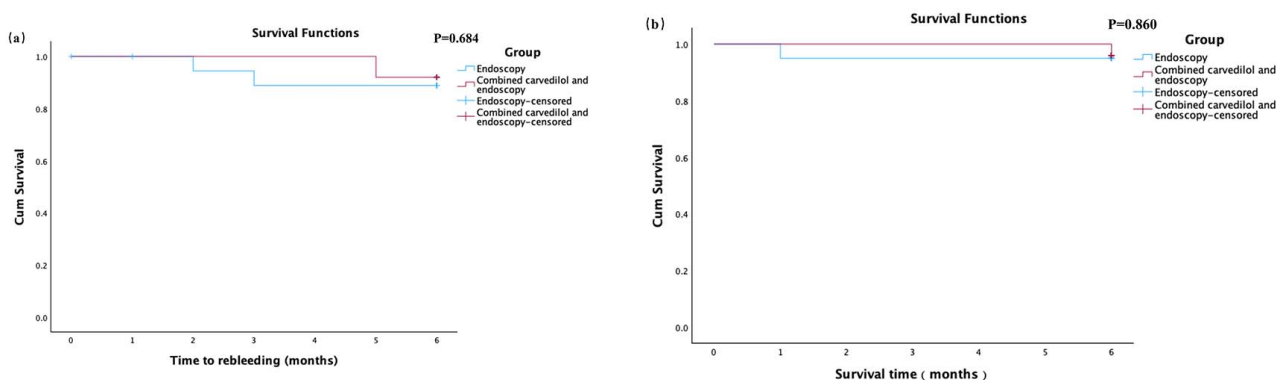 (a)
Survival Functions
P=0.684
Group
Endoscopy
Combined carvedilol and
endoscopy
Endoscopy-censored
Combined carvedilol and
endoscopy-censored
1.0
0.8
0.6
0.4
0.2
0.0
Cum Survival
0 1 2 3 4 5 6
Time to rebleeding (months)
(b)
Survival Functions
P=0.860
Group
Endoscopy
Combined carvedilol and
endoscopy
Endoscopy-censored
Combined carvedilol and
endoscopy-censored
1.0
0.8
0.6
0.4
0.2
0.0
Cum Survival
0 1 2 3 4 5 6
Survival time ( months )